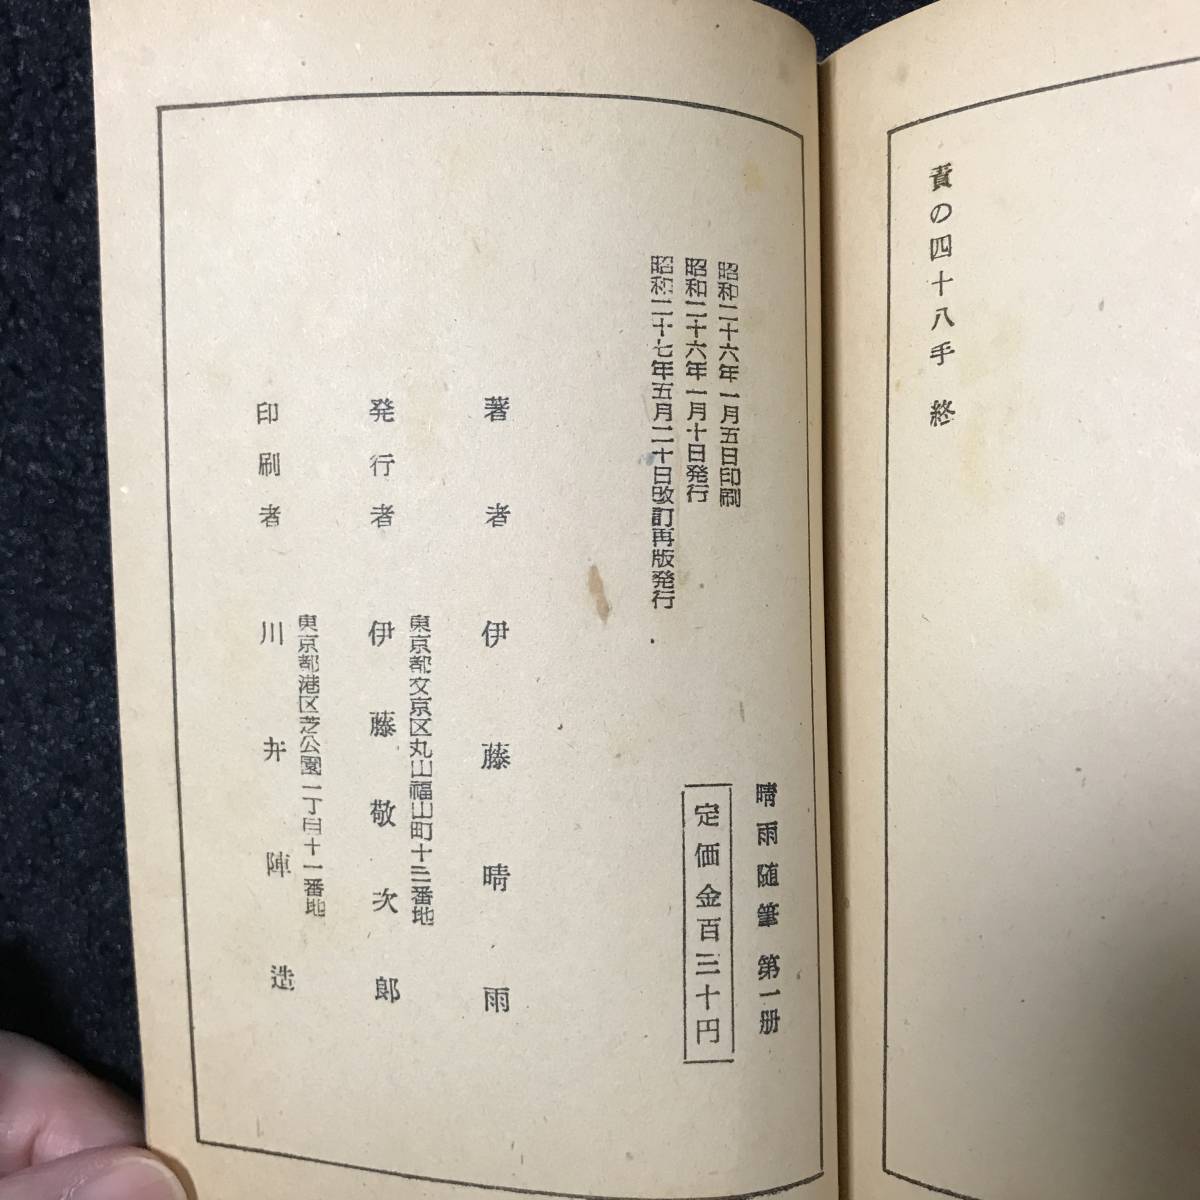 責の四十八手 終
昭和二十六年一月五日印刷
昭和二十六年一月十日発行
昭和二十七年五月二十日改訂再版発行
晴雨随筆 第一册
定価金百三十円
著者 伊藤晴雨
東京都文京区丸山福山町十三番地
発行者 伊藤敬次郎
東京都港区芝公園一丁目十一番地
印刷者 川井陣造